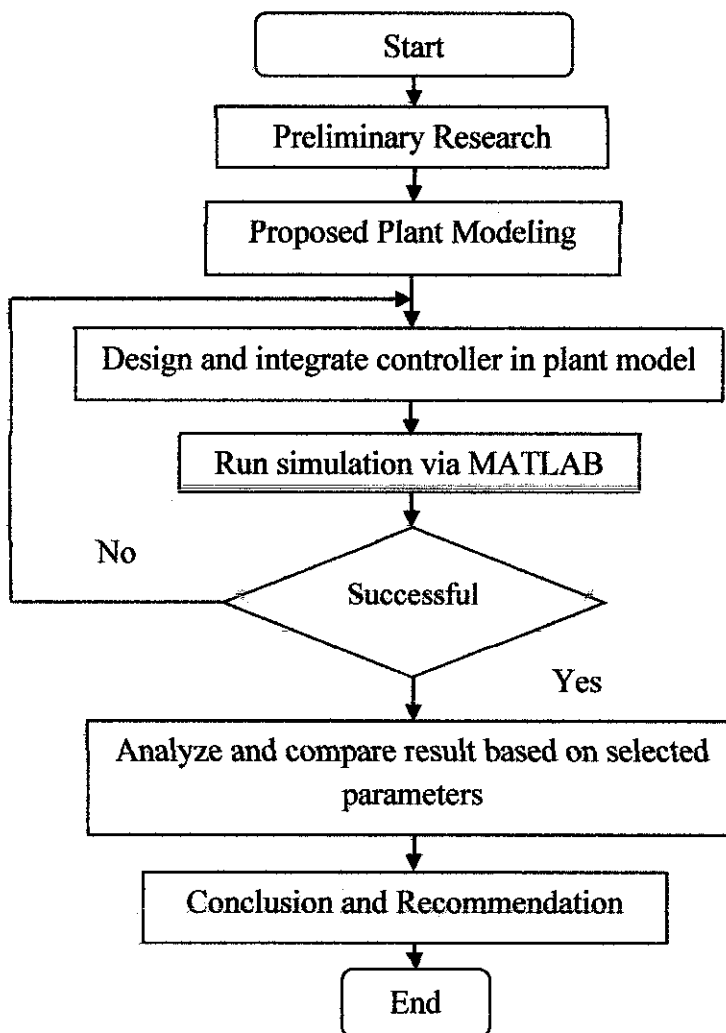 Start
Preliminary Research
Proposed Plant Modeling
Design and integrate controller in plant model
Run simulation via MATLAB
No
Successful
Yes
Analyze and compare result based on selected
parameters
Conclusion and Recommendation
End